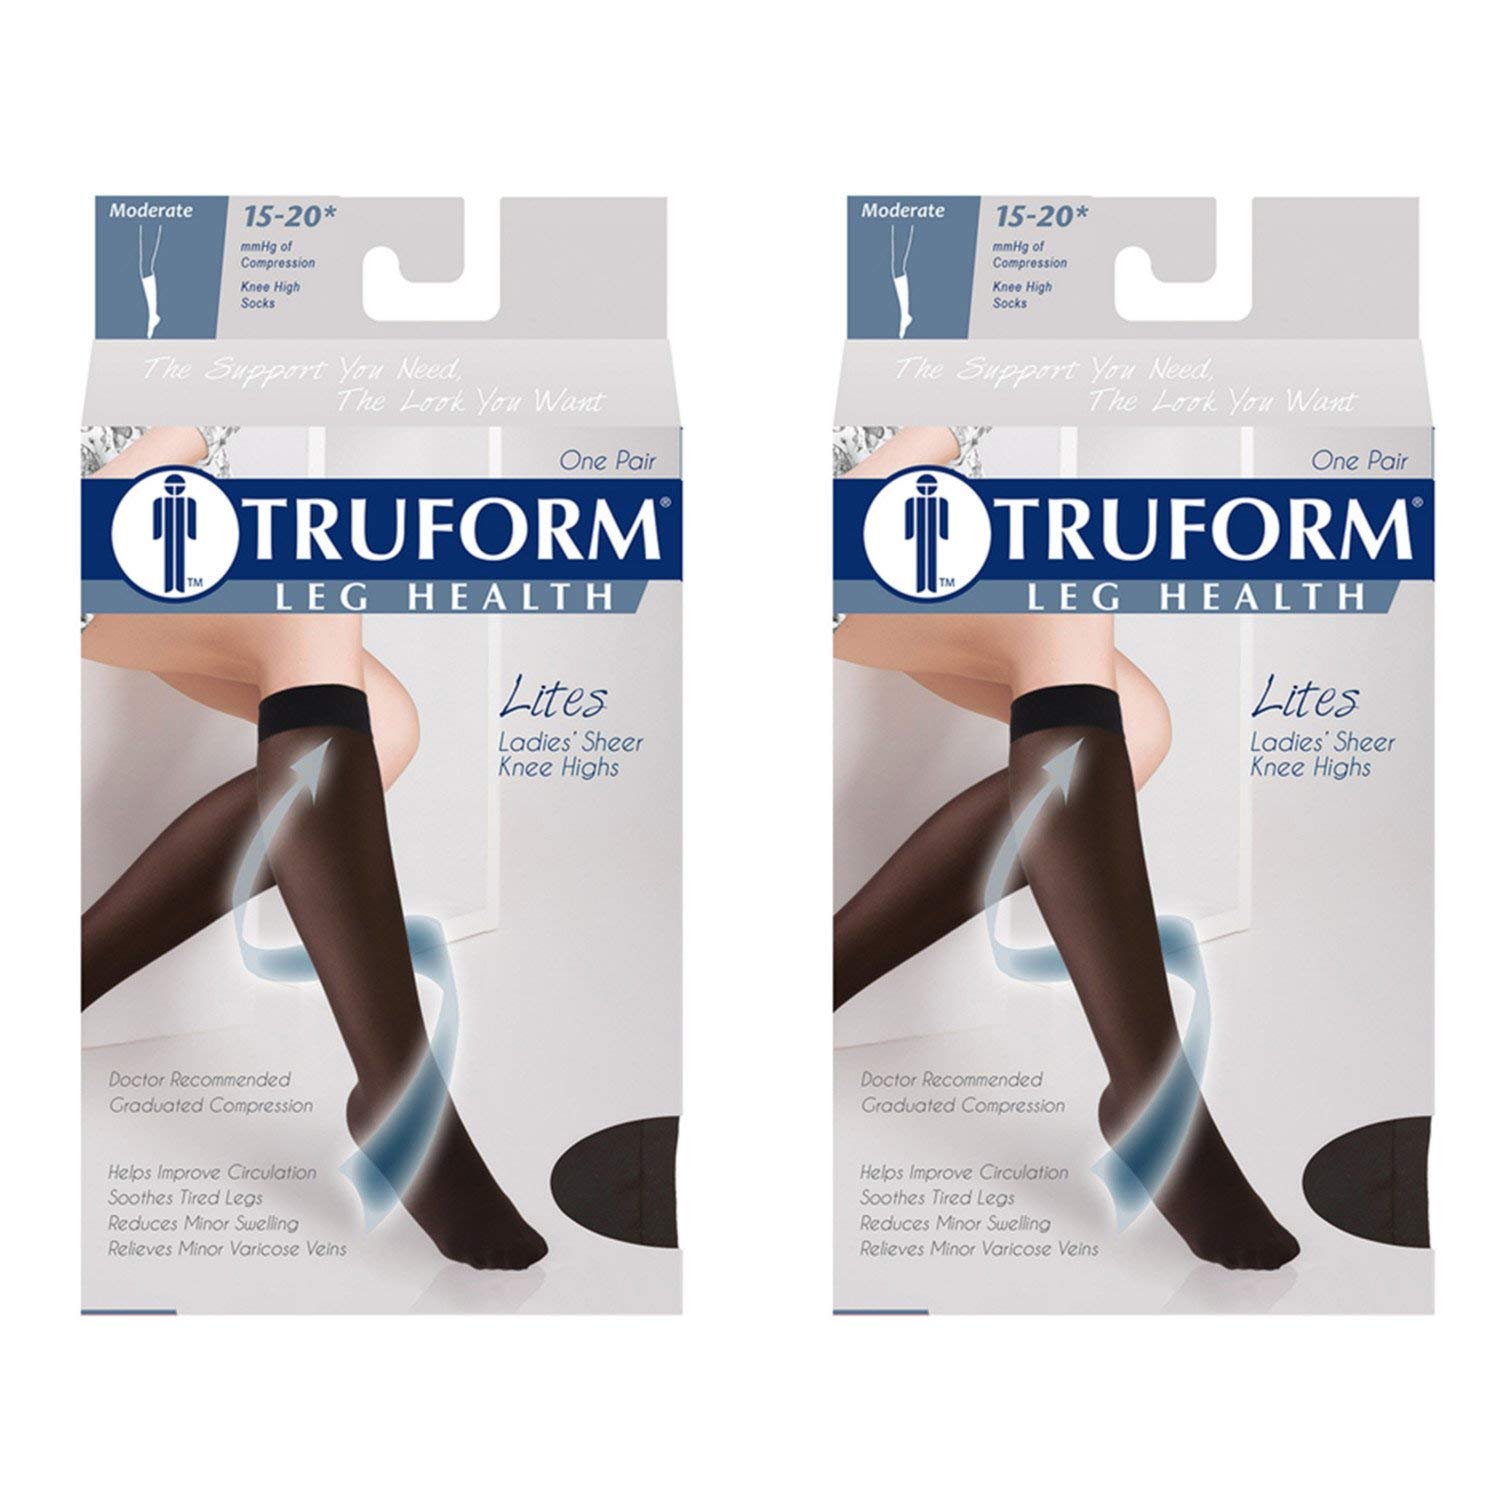 Moderate
15-20*
mmHg of
Compression
Knee High
Socks
The Support You Need,
The Look You Want
One Pair
TRUFORM®
TM
LEG HEALTH
Lites
Ladies' Sheer
Knee Highs
Doctor Recommended
Graduated Compression
Helps Improve Circulation
Soothes Tired Legs
Reduces Minor Swelling
Relieves Minor Varicose Veins
Moderate
15-20*
mmHg of
Compression
Knee High
Socks
The Support You Need,
The Look You Want
One Pair
TRUFORM®
TM
LEG HEALTH
Lites
Ladies' Sheer
Knee Highs
Doctor Recommended
Graduated Compression
Helps Improve Circulation
Soothes Tired Legs
Reduces Minor Swelling
Relieves Minor Varicose Veins